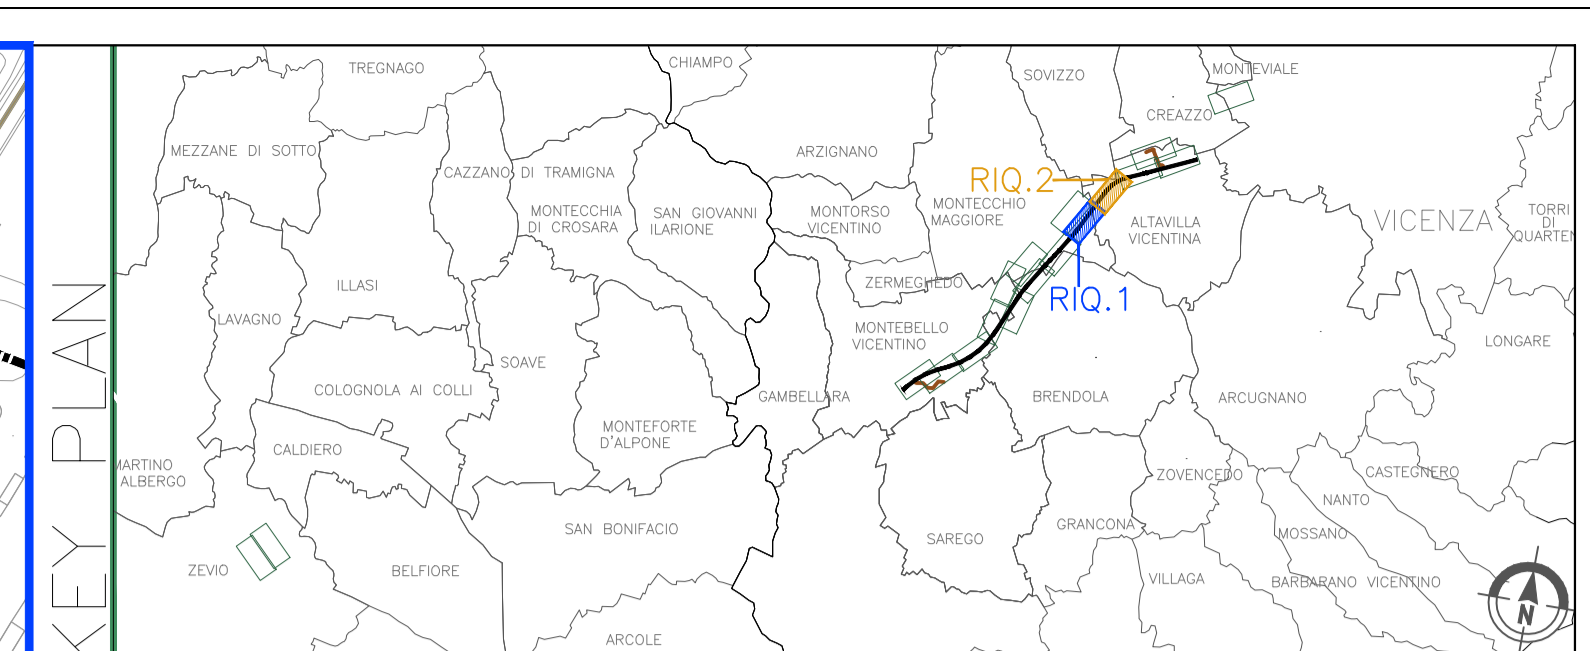 KEY PLAN
TREGNAGO
CHIAMPO
SOVIZZO
MONTEVIALE
CREAZZO
MEZZANE DI SOTTO
ARZIGNANO
CAZZANO DI TRAMIGNA
RIQ.2
MONTECCHIA
DI CROSARA
SAN GIOVANNI
ILARIONE
MONTORSO
VICENTINO
MONTECCHIO
MAGGIORE
ALTAVILLA
VICENTINA
VICENZA
TORRI
DI
QUARTE
ILLASI
ZERMEGHEDO
RIQ.1
LAVAGNO
MONTEBELLO
VICENTINO
LONGARE
SOAVE
COLOGNOLA AI COLLI
GAMBELLARA
BRENDOLA
ARCUGNANO
MONTEFORTE
D'ALPONE
CALDIERO
MARTINO
ALBERGO
ZOVENCEDO
CASTEGNERO
NANTO
SAN BONIFACIO
SAREGO
GRANCONA
MOSSANO
ZEVIO
BELFIORE
VILLAGA
BARBARANO VICENTINO
ARCOLE
N